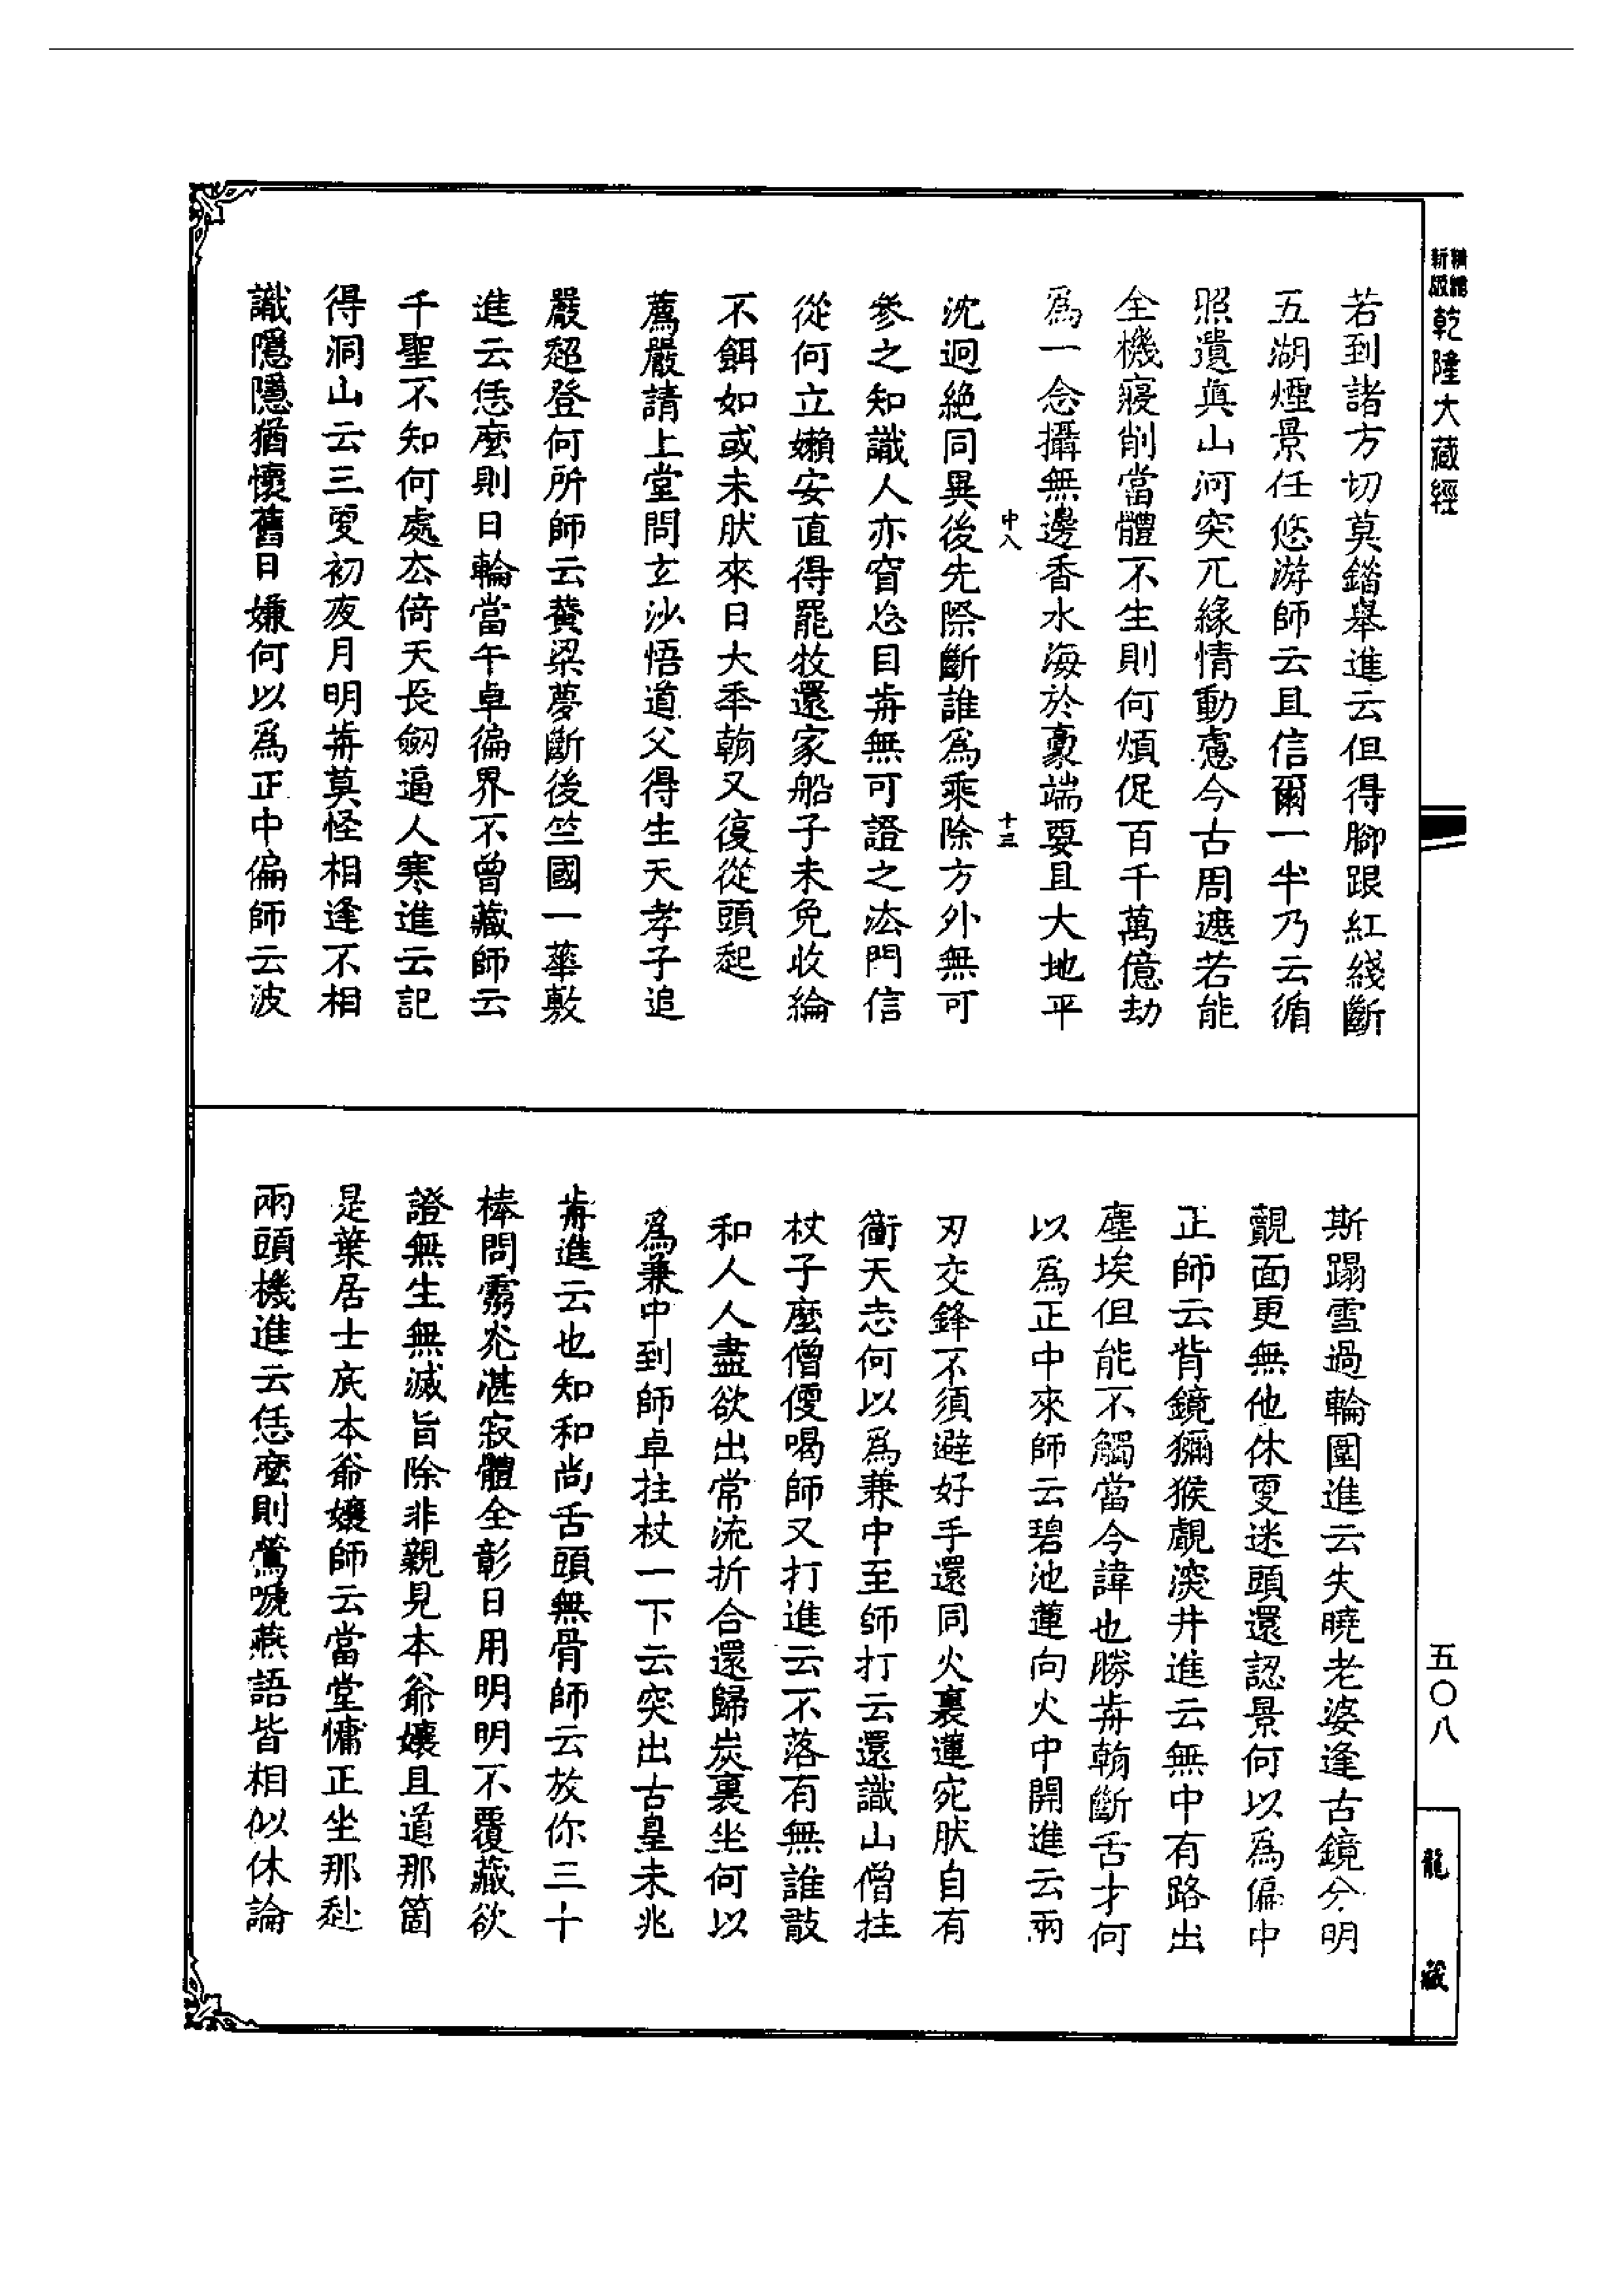 乾隆大藏經
若到諸方切莫錯舉進云但得腳跟紅綫斷
五湖煙景任悠游師云且信爾一半乃云循
照遺真山河突兀緣情動慮今古周遮若能
全機寢削當體不生則何煩促百千萬億劫
爲一念攝無邊香水海於豪端要且大地平
中八
十三
沈迥絶同異後先際斷誰爲乘除方外無可
參之知識人亦窅忩目歬無可證之法門信
從何立嬾安直得罷牧還家船子未免收綸
不餌如或未肰來日大秊翰又復從頭起
薦嚴請上堂問玄沙悟道父得生天孝子追
嚴超登何所師云黃粱夢斷後竺國一華敷
進云恁麼則日輪當午卓徧界不曾藏師云
千聖不知何處厺倚天長劒逼人寒進云記
得洞山云三更初夜月明歬莫怪相逢不相
識隱隱猶懷舊日嫌何以爲正中偏師云波
斯蹋雪過輪圍進云失曉老婆逢古鏡分明
覿面更無他休更迷頭還認景何以爲偏中
正師云背鏡獼猴覷㴱井進云無中有路出
塵埃但能不觸當今諱也勝歬翰斷舌才何
以爲正中來師云碧池蓮向火中開進云兩
刃交鋒不須避好手還同火裏蓮宛肰自有
衝天志何以爲兼中至師打云還識山僧拄
杖子麼僧便喝師又打進云不落有無誰敢
和人人盡欲出常流折合還歸炭裏坐何以
爲兼中到師卓拄杖一下云突出古皇未兆
歬進云也知和尚舌頭無骨師云放你三十
棒問靈光湛寂體全彰日用明明不覆藏欲
證無生無滅旨除非親見本爺孃且道那箇
是葉居士底本爺孃師云當堂慵正坐那赴
兩頭機進云恁麼則鶯唬燕語皆相似休論
五〇八
龍藏